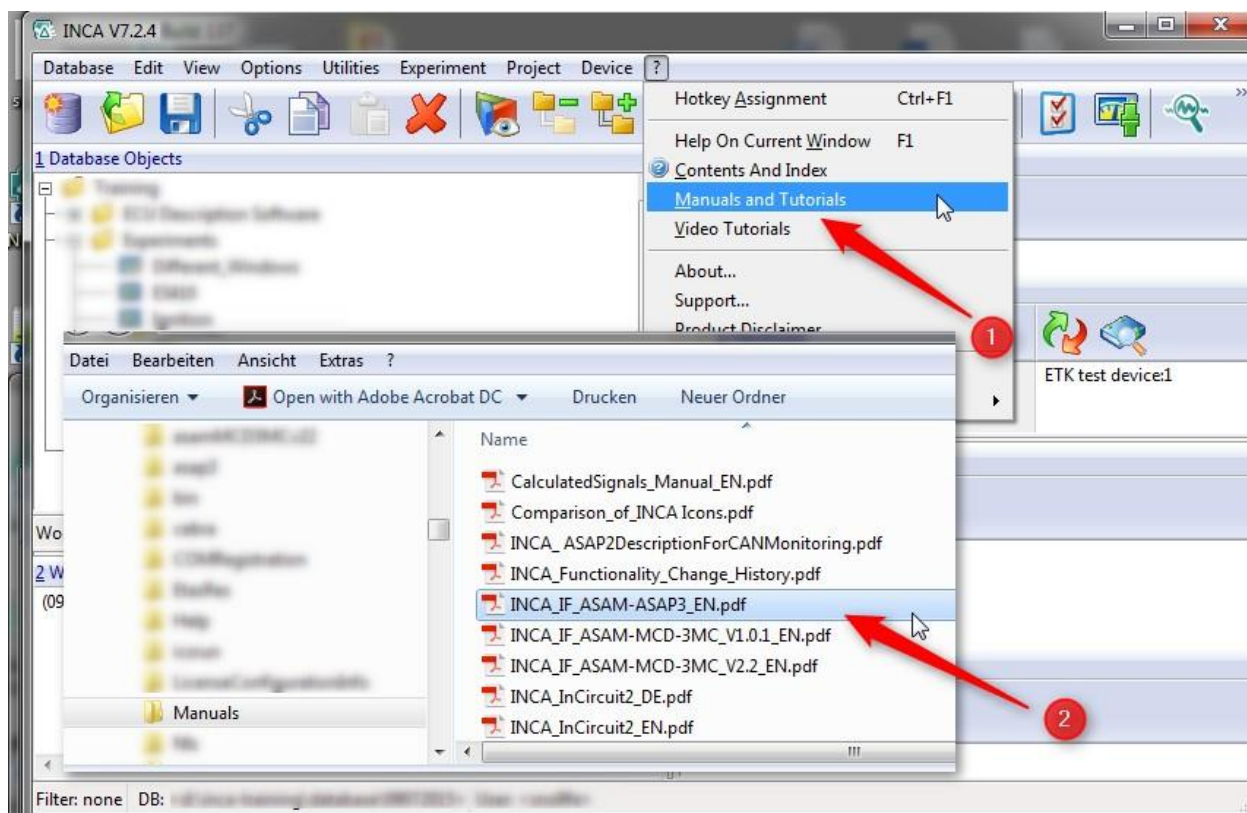 INCA V7.2.4
Database Edit View Options Utilities Experiment Project Device ?
1 Database Objects
Hotkey Assignment Ctrl+F1
Help On Current Window F1
Contents And Index
Manuals and Tutorials
Video Tutorials
About...
Support...
Product Disclaimer
1
ETK test device:1
Datei Bearbeiten Ansicht Extras ?
Organisieren Open with Adobe Acrobat DC Drucken Neuer Ordner
Name
CalculatedSignals_Manual_EN.pdf
Comparison_of_INCA Icons.pdf
INCA_ ASAP2DescriptionForCANMonitoring.pdf
INCA_Functionality_Change_History.pdf
INCA_IF_ASAM-ASAP3_EN.pdf
INCA_IF_ASAM-MCD-3MC_V1.0.1_EN.pdf
INCA_IF_ASAM-MCD-3MC_V2.2_EN.pdf
INCA_InCircuit2_DE.pdf
INCA_InCircuit2_EN.pdf
Manuals
2
Wo
2 W
(09
Filter: none DB: